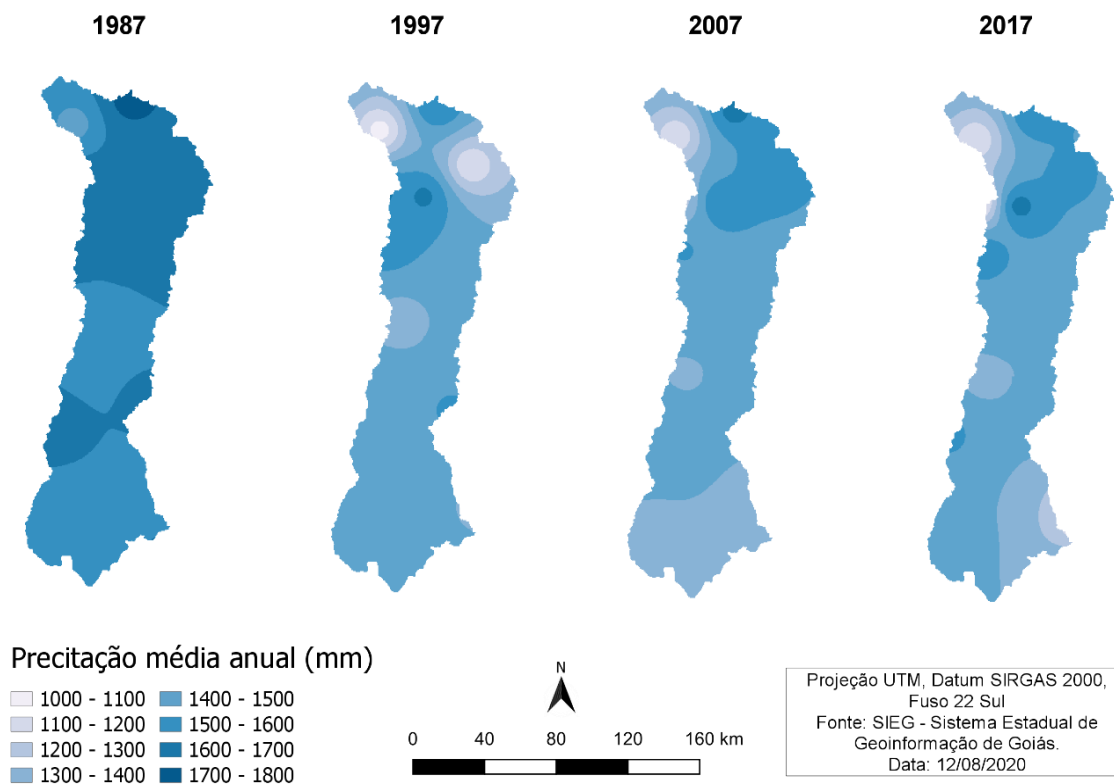 1987
1997
2007
2017
Precitação média anual (mm)
1000 - 1100
1100 - 1200
1200 - 1300
1300 - 1400
1400 - 1500
1500 - 1600
1600 - 1700
1700 - 1800
N
0 40 80 120 160 km
Projeção UTM, Datum SIRGAS 2000,
Fuso 22 Sul
Fonte: SIEG - Sistema Estadual de
Geoinformação de Goiás.
Data: 12/08/2020